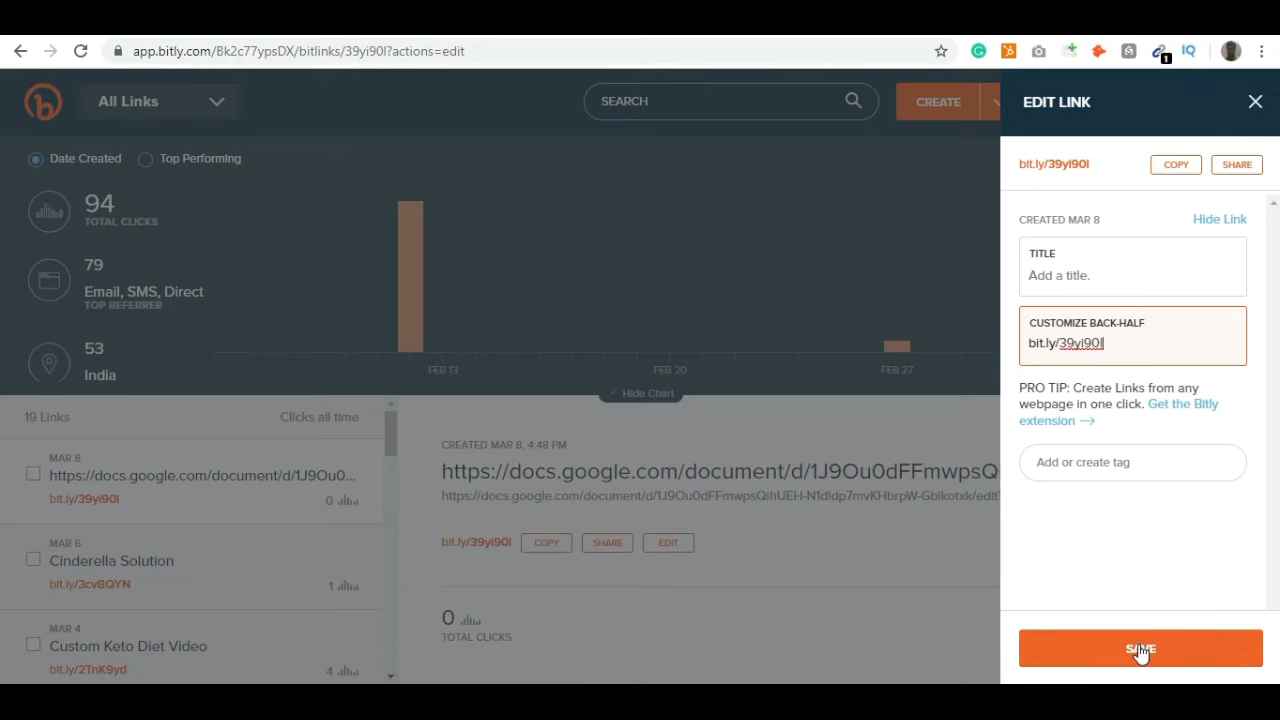 app.bitly.com/Bk2c77ypsDX/bitlinks/39yi90l?actions=edit
1
IQ
b
All Links
SEARCH
CREATE
EDIT LINK
Date Created
Top Performing
bit.ly/39yi90l
COPY
SHARE
94
TOTAL CLICKS
CREATED MAR 8
Hide Link
TITLE
Add a title.
79
Email, SMS, Direct
TOP REFERRER
CUSTOMIZE BACK-HALF
bit.ly/39yi90l
53
India
FEB 13
FEB 20
FEB 27
Hide Chart
PRO TIP: Create Links from any
webpage in one click. Get the Bitly
extension
Add or create tag
19 Links
Clicks all time
MAR 8
https://docs.google.com/document/d/1J9Ou0...
bit.ly/39yi90l
0
MAR 6
Cinderella Solution
bit.ly/3cvBQYN
1
MAR 4
Custom Keto Diet Video
bit.ly/2TnK9yd
4
CREATED MAR 8, 4:48 PM
https://docs.google.com/document/d/1J9Ou0dFFmwpsQ
https://docs.google.com/document/d/1J9Ou0dFFmwpsQihUEH-N1dldp7mvKHbrpW-Gbikotxk/edit?
bit.ly/39yi90l
COPY
SHARE
EDIT
0
TOTAL CLICKS
SAVE